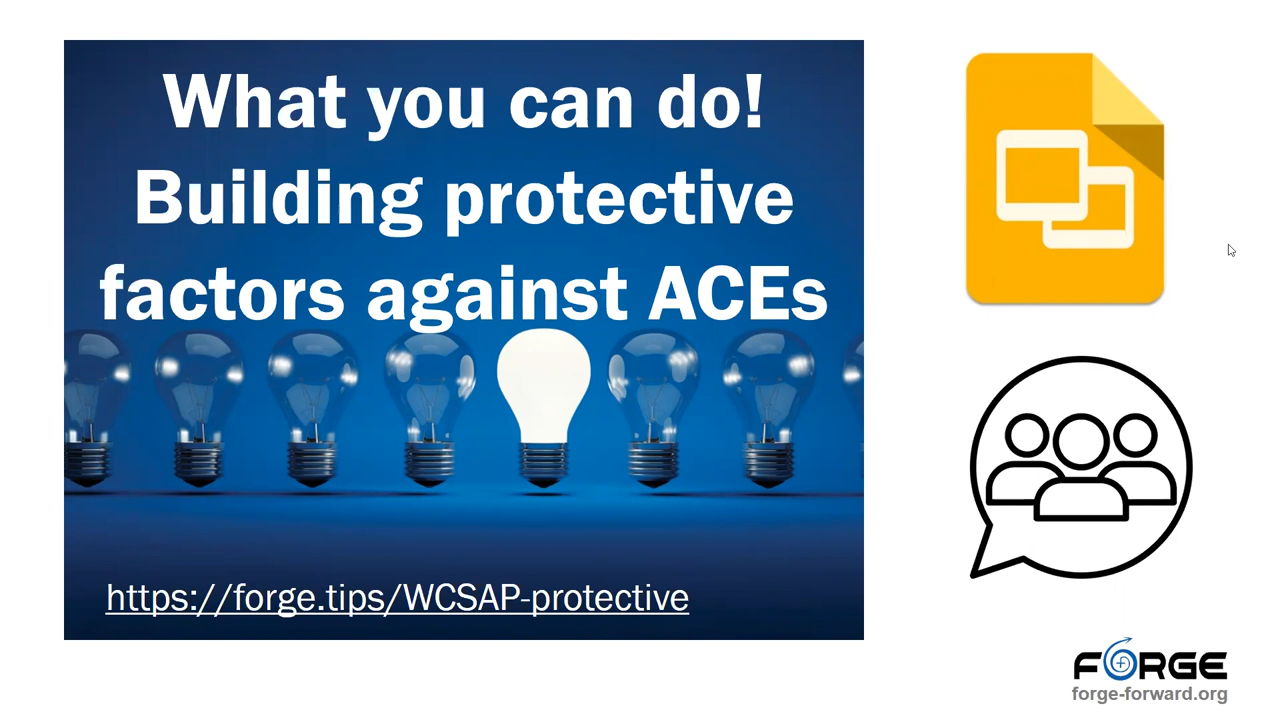 What you can do!
Building protective
factors against ACEs
https://forge.tips/WCSAP-protective
FORGE
forge-forward.org